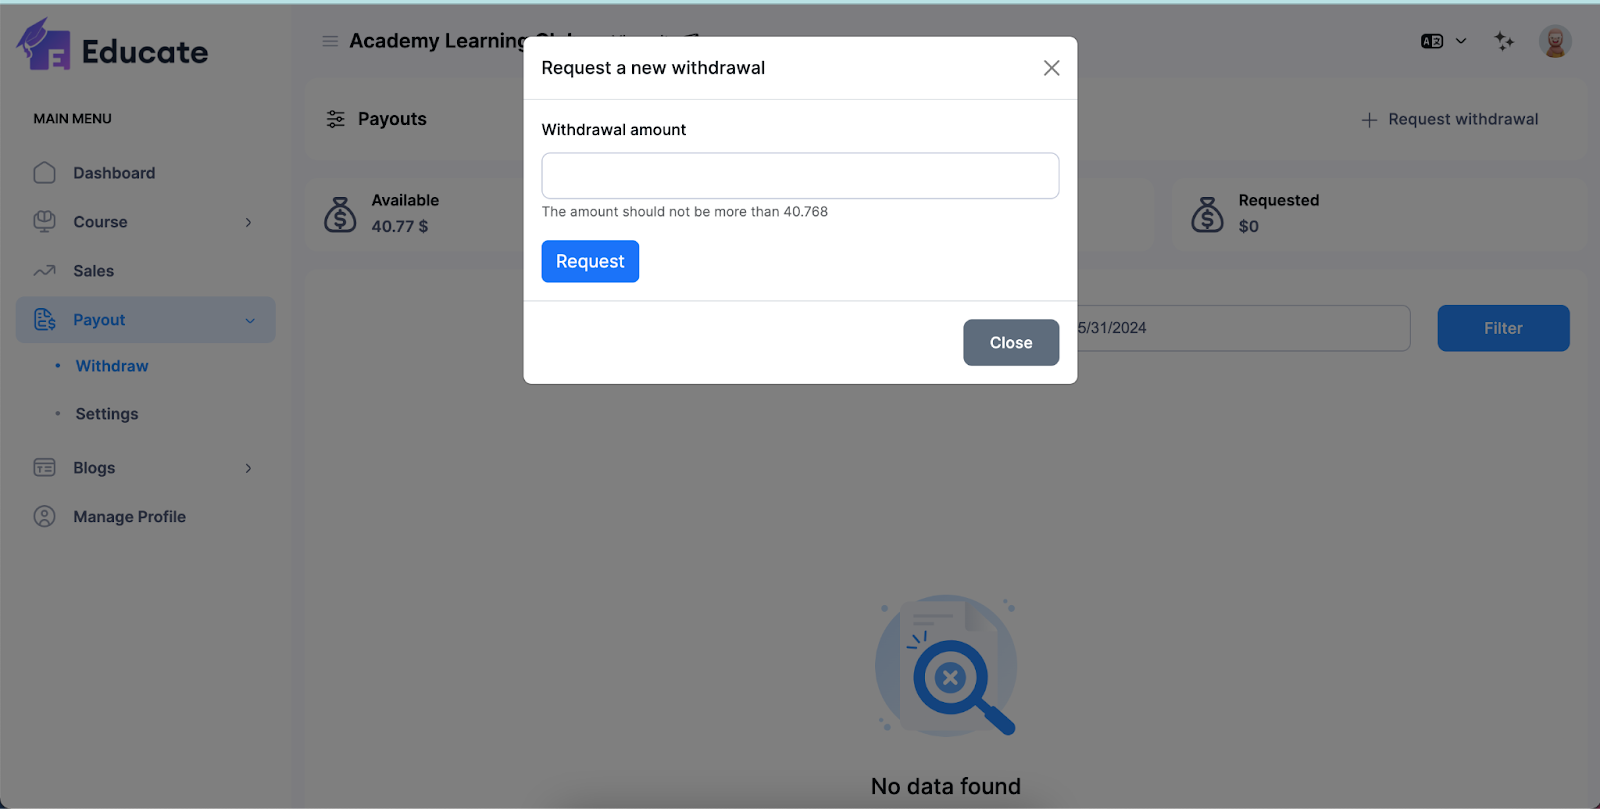 Educate
Academy Learning
MAIN MENU
Dashboard
Course
Sales
Payout
Withdraw
Settings
Blogs
Manage Profile
Payouts
Request withdrawal
Available
40.77 $
Requested
$0
Request a new withdrawal
Withdrawal amount
The amount should not be more than 40.768
Request
Close
5/31/2024
Filter
No data found